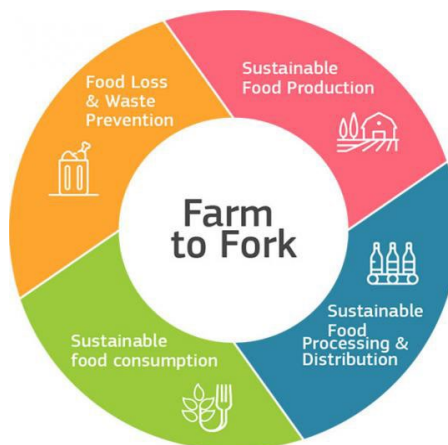 Food Loss
& Waste
Prevention
Sustainable
Food Production
Farm
to Fork
Sustainable
Food
Processing &
Distribution
Sustainable
food consumption